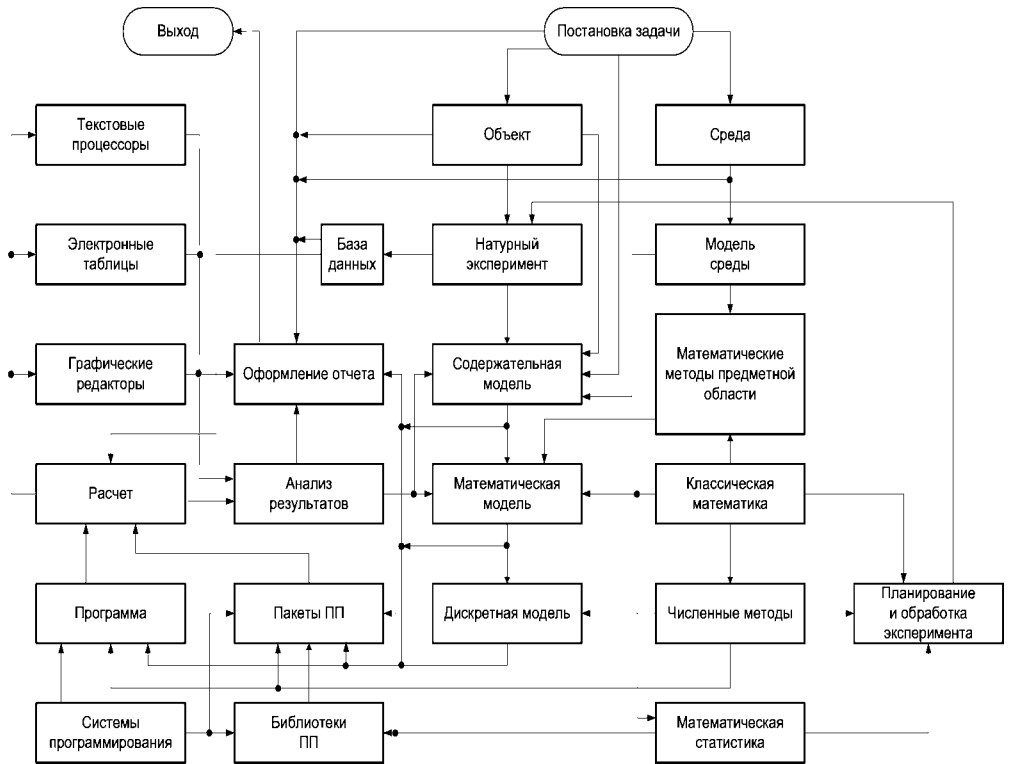 Выход
Постановка задачи
Текстовые
процессоры
Объект
Среда
Электронные
таблицы
База
данных
Натурный
эксперимент
Модель
среды
Графические
редакторы
Оформление отчета
Содержательная
модель
Математические
методы предметной
области
Расчет
Анализ
результатов
Математическая
модель
Классическая
математика
Программа
Пакеты ПП
Дискретная модель
Численные методы
Планирование
и обработка
эксперимента
Системы
программирования
Библиотеки
ПП
Математическая
статистика